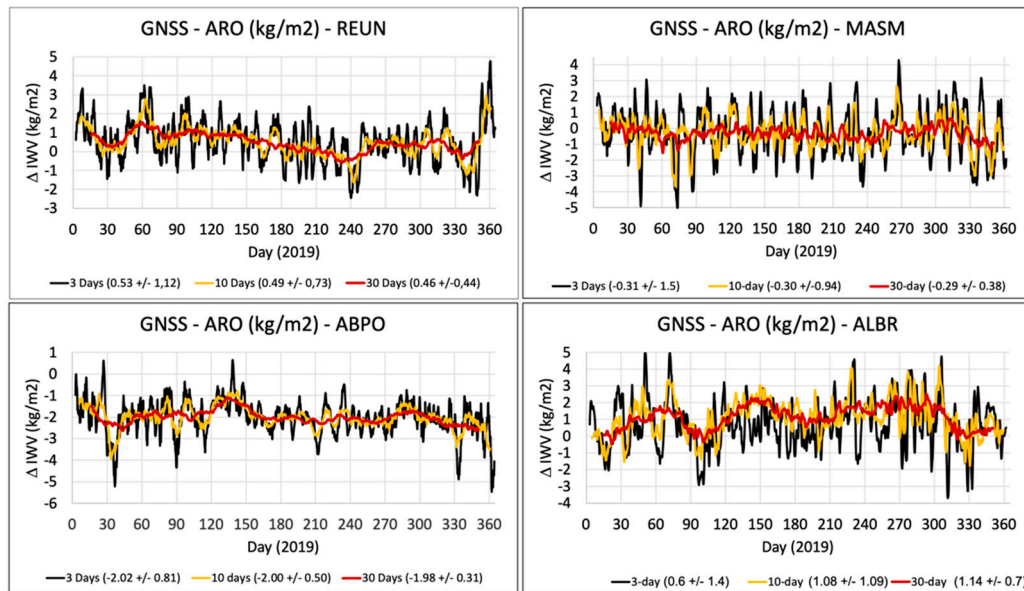 GNSS - ARO (kg/m2) - REUN
Δ IWV (kg/m2)
5
4
3
2
1
0
-1
-2
-3
0 30 60 90 120 150 180 210 240 270 300 330 360
Day (2019)
3 Days (0.53 +/- 1,12) 10 Days (0.49 +/- 0,73) 30 Days (0.46 +/-0,44)
GNSS - ARO (kg/m2) - MASM
Δ IWV (kg/m2)
4
3
2
1
0
-1
-2
-3
-4
-5
0 30 60 90 120 150 180 210 240 270 300 330 360
Day (2019)
3 Days (-0.31 +/- 1.5) 10-day (-0.30 +/-0.94) 30-day (-0.29 +/- 0.38)
GNSS - ARO (kg/m2) - ABPO
Δ IWV (kg/m2)
1
0
-1
-2
-3
-4
-5
-6
0 30 60 90 120 150 180 210 240 270 300 330 360
Day (2019)
3 Days (-2.02 +/- 0.81) 10 days (-2.00 +/- 0.50) 30 Days (-1.98 +/- 0.31)
GNSS - ARO (kg/m2) - ALBR
Δ IWV (kg/m2)
5
4
3
2
1
0
-1
-2
-3
-4
0 30 60 90 120 150 180 210 240 270 300 330 360
Day (2019)
3-day (0.6 +/- 1.4) 10-day (1.08 +/- 1.09) 30-day (1.14 +/- 0.7